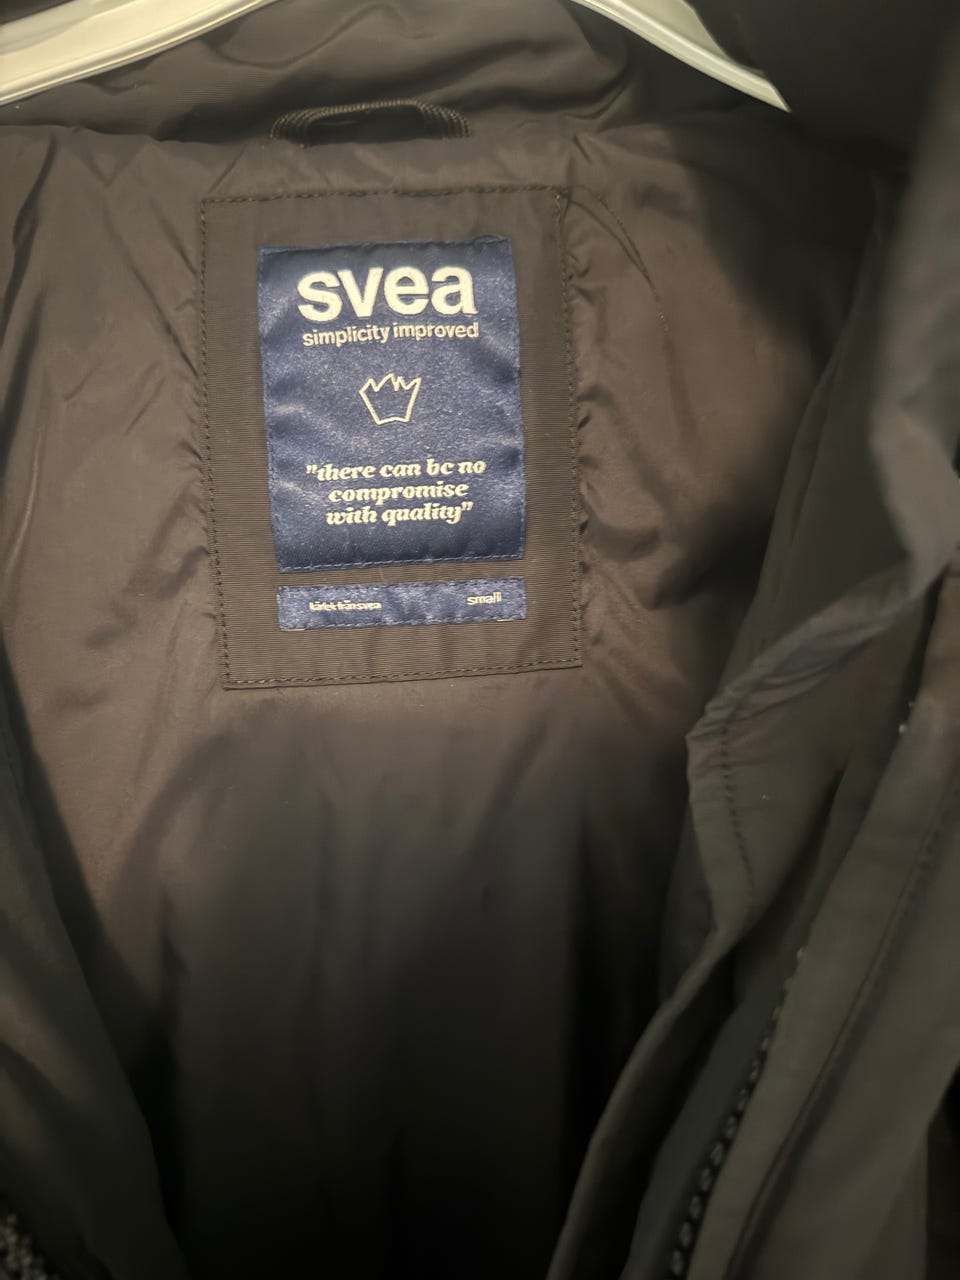 svea
simplicity improved
"there can be no
compromise
with quality"
kärlek från svea
small